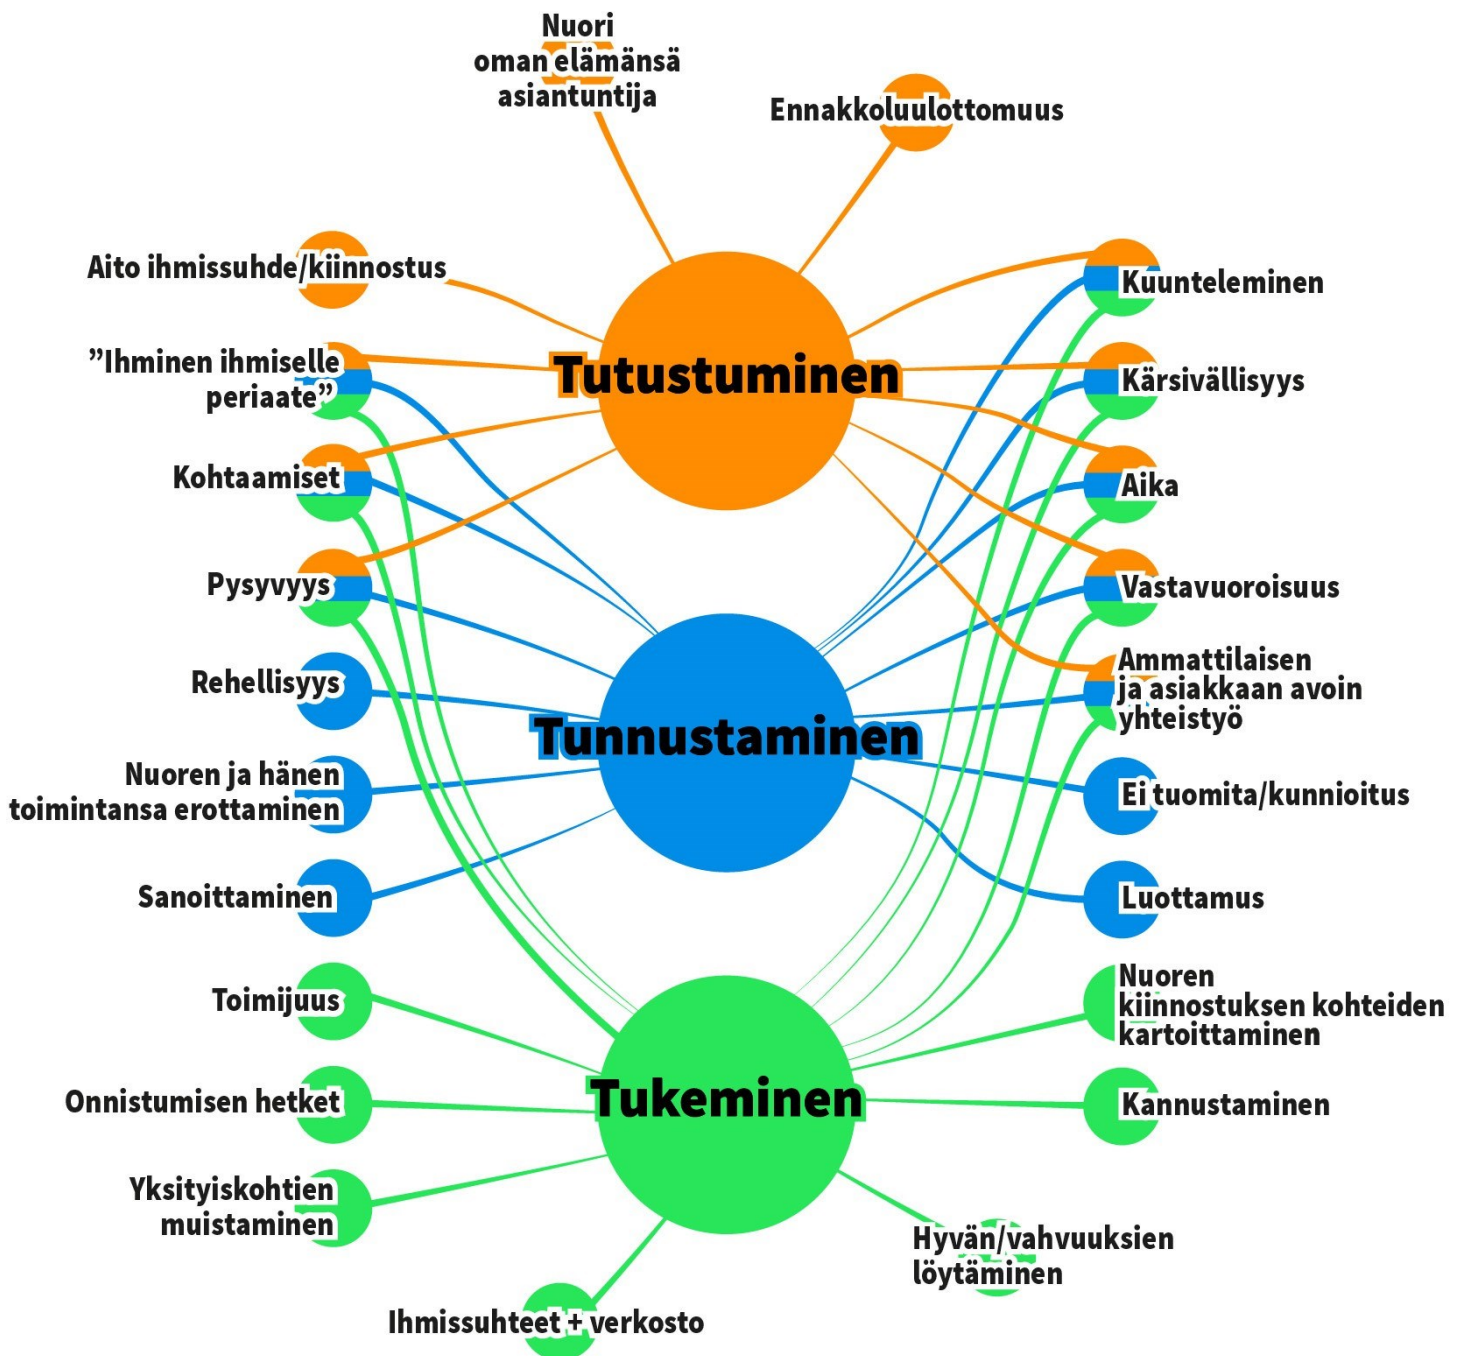 Nuori
oman elämänsä
asiantuntija
Ennakkoluulottomuus
Aito ihmissuhde/kiinnostus
”Ihminen ihmiselle
periaate”
Kohtaamiset
Pysyvyys
Rehellisyys
Nuoren ja hänen
toimintansa erottaminen
Sanoittaminen
Toimijuus
Onnistumisen hetket
Yksityiskohtien
muistaminen
Ihmissuhteet + verkosto
Tutustuminen
Tunnustaminen
Tukeminen
Kuunteleminen
Kärsivällisyys
Aika
Vastavuoroisuus
Ammattilaisen
ja asiakkaan avoin
yhteistyö
Ei tuomita/kunnioitus
Luottamus
Nuoren
kiinnostuksen kohteiden
kartoittaminen
Kannustaminen
Hyvän/vahvuuksien
löytäminen